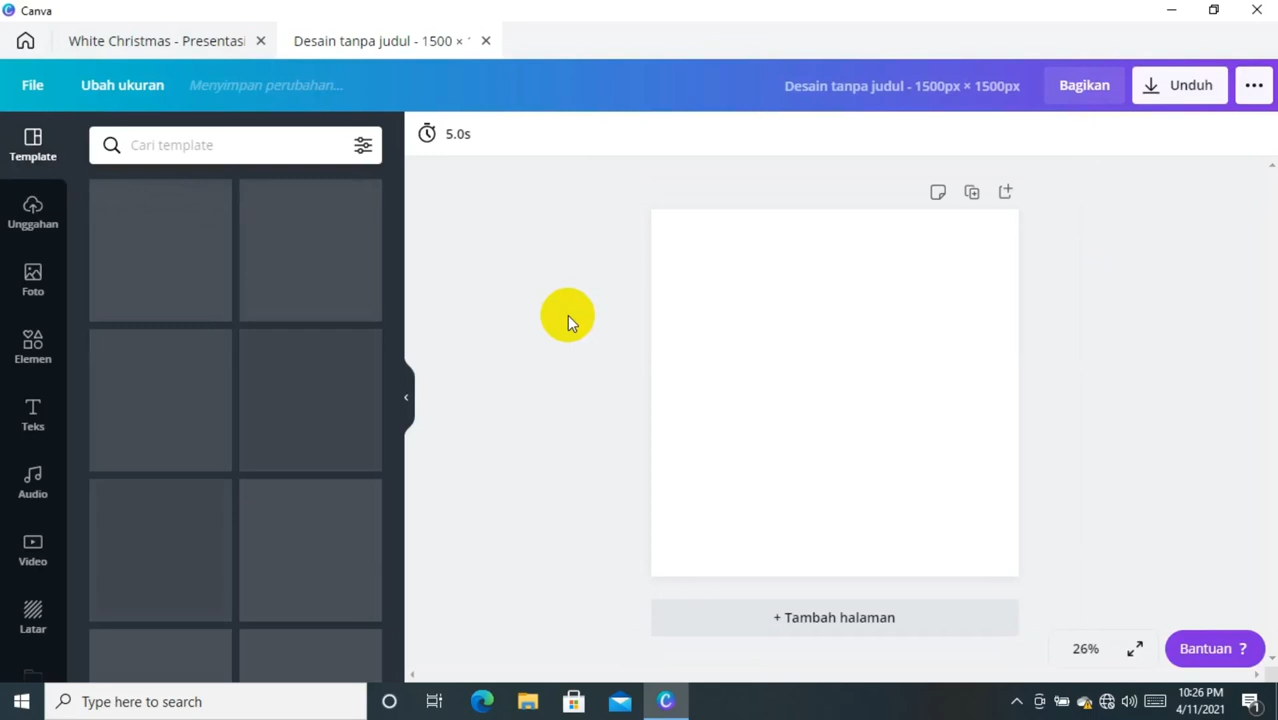 Canva
White Christmas - Presentasi
Desain tanpa judul - 1500 ×
File
Ubah ukuran
Menyimpan perubahan...
Desain tanpa judul - 1500px × 1500px
Bagikan
Unduh
Template
Cari template
5.0s
Unggahan
Foto
Elemen
Teks
Audio
Video
Latar
+ Tambah halaman
26%
Bantuan ?
Type here to search
10:26 PM
4/11/2021
1